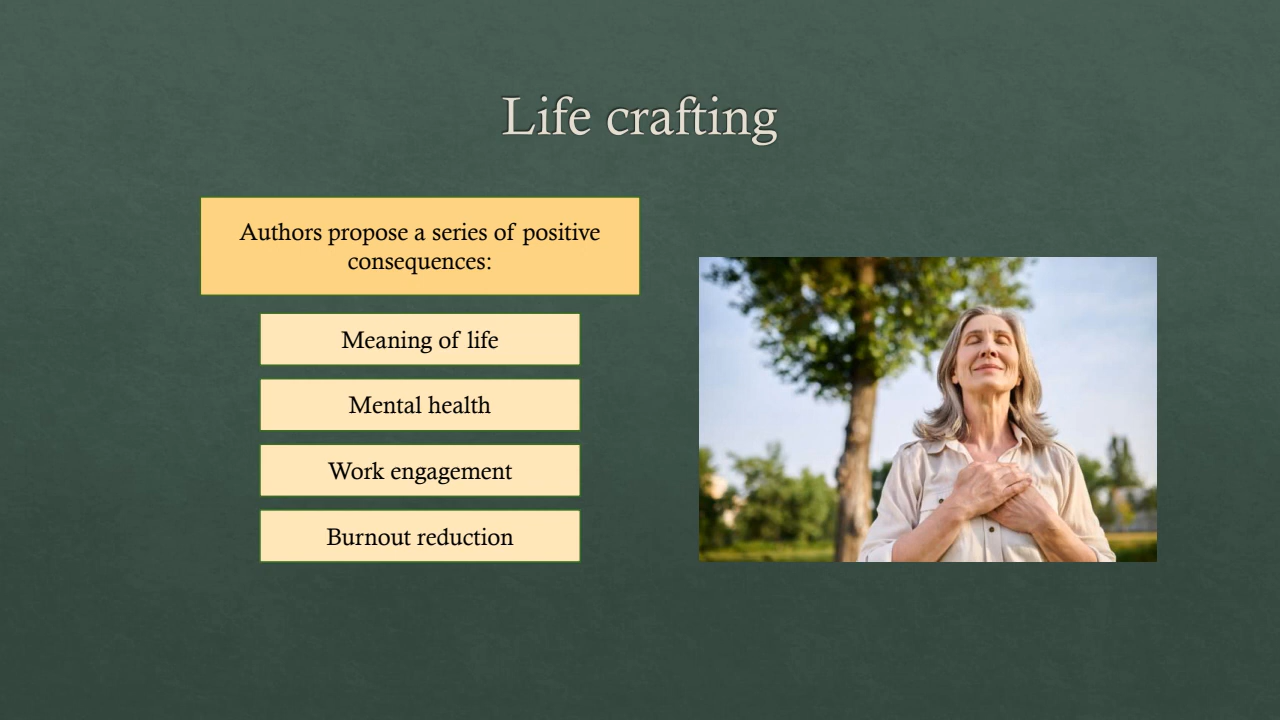 Life crafting
Authors propose a series of positive
consequences:
Meaning of life
Mental health
Work engagement
Burnout reduction